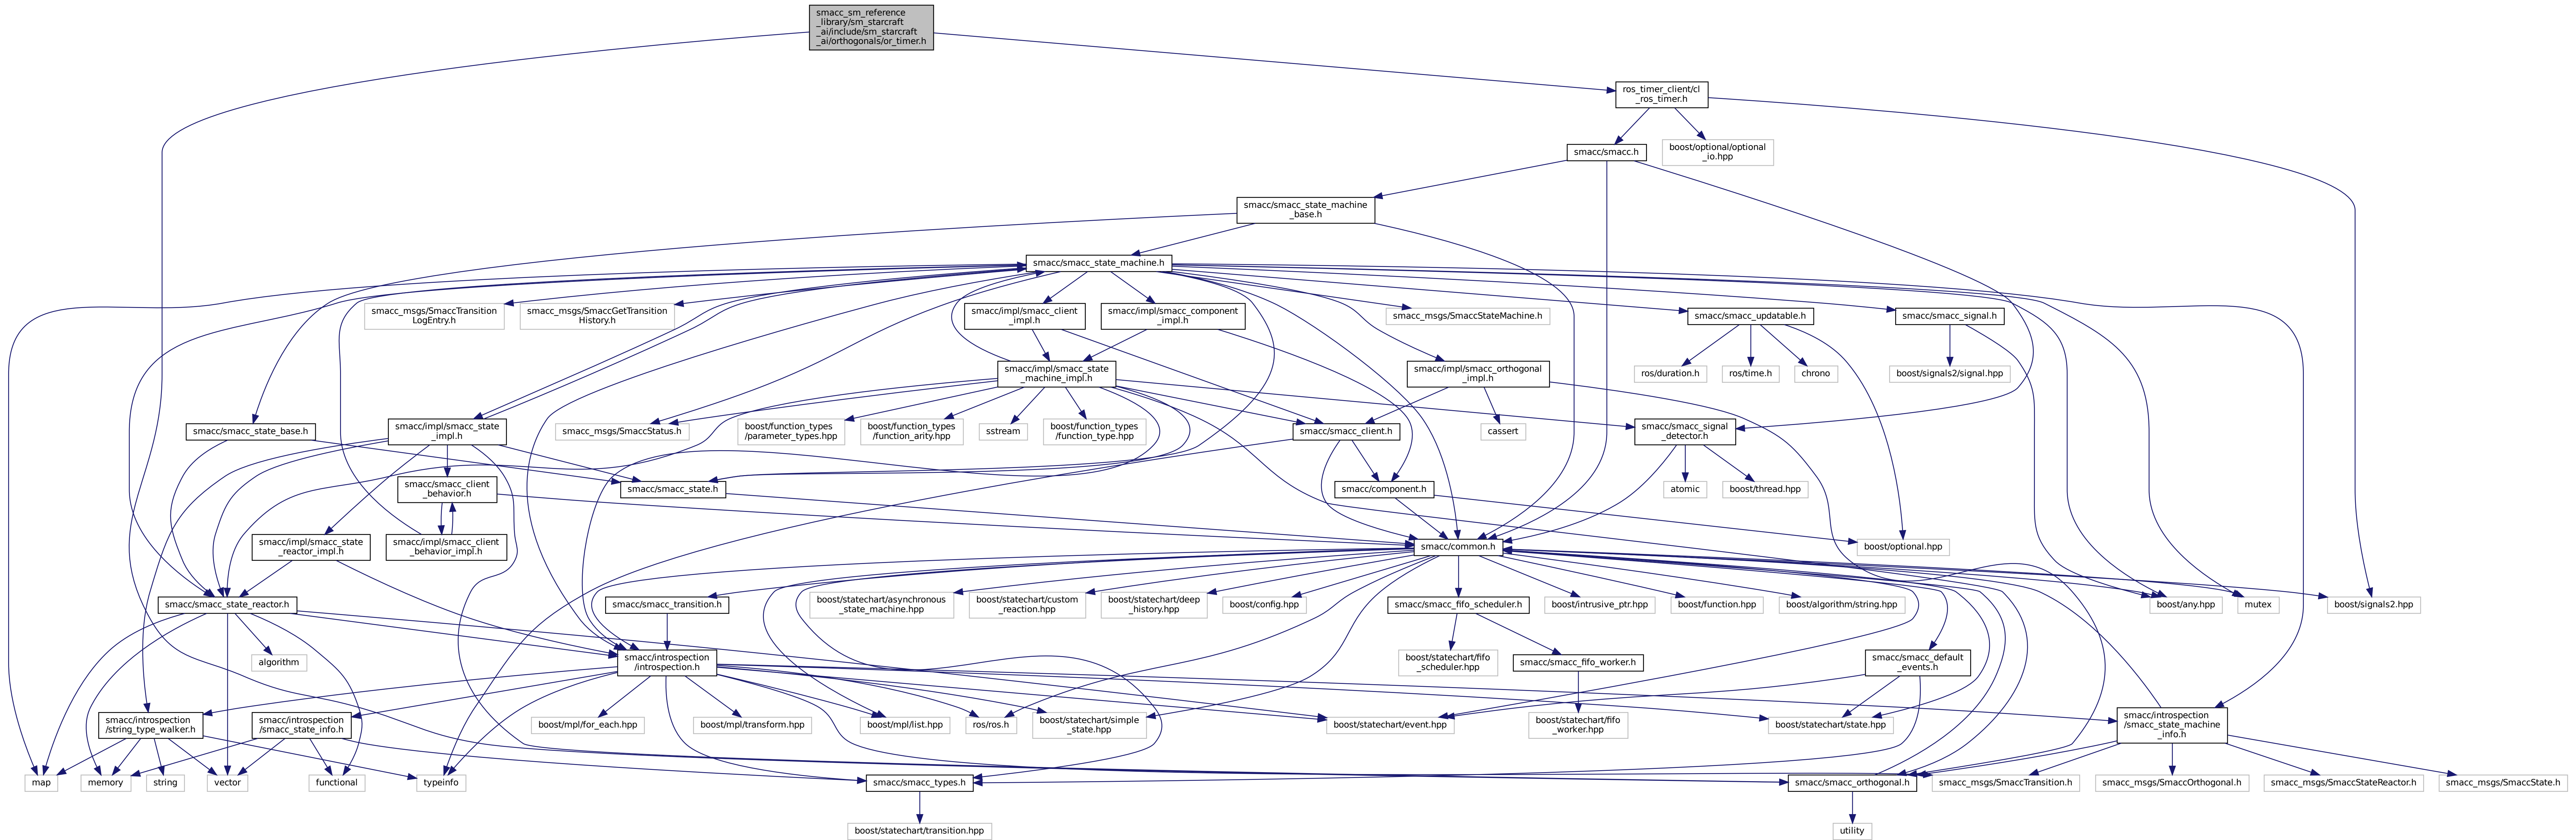 smacc_sm_reference
_library/sm_starcraft
_ai/include/sm_starcraft
_ai/orthogonals/or_timer.h
ros_timer_client/cl
_ros_timer.h
smacc/smacc.h
boost/optional/optional
_io.hpp
smacc/smacc_state_machine
_base.h
smacc/smacc_state_machine.h
smacc_msgs/SmaccTransition
LogEntry.h
smacc_msgs/SmaccGetTransition
History.h
smacc/impl/smacc_client
_impl.h
smacc/impl/smacc_component
_impl.h
smacc_msgs/SmaccStateMachine.h
smacc/smacc_updatable.h
smacc/smacc_signal.h
smacc/impl/smacc_state
_machine_impl.h
smacc/impl/smacc_orthogonal
_impl.h
ros/duration.h
ros/time.h
chrono
boost/signals2/signal.hpp
smacc/smacc_state_base.h
smacc/impl/smacc_state
_impl.h
smacc_msgs/SmaccStatus.h
boost/function_types
/parameter_types.hpp
boost/function_types
/function_arity.hpp
sstream
boost/function_types
/function_type.hpp
smacc/smacc_client.h
cassert
smacc/smacc_signal
_detector.h
smacc/smacc_client
_behavior.h
smacc/smacc_state.h
smacc/component.h
atomic
boost/thread.hpp
smacc/impl/smacc_state
_reactor_impl.h
smacc/impl/smacc_client
_behavior_impl.h
smacc/common.h
boost/optional.hpp
smacc/smacc_state_reactor.h
smacc/smacc_transition.h
boost/statechart/asynchronous
_state_machine.hpp
boost/statechart/custom
_reaction.hpp
boost/statechart/deep
_history.hpp
boost/config.hpp
smacc/smacc_fifo_scheduler.h
boost/intrusive_ptr.hpp
boost/function.hpp
boost/algorithm/string.hpp
boost/any.hpp
mutex
boost/signals2.hpp
algorithm
smacc/introspection
/introspection.h
boost/statechart/fifo
_scheduler.hpp
smacc/smacc_fifo_worker.h
smacc/smacc_default
_events.h
smacc/introspection
/string_type_walker.h
smacc/introspection
/smacc_state_info.h
boost/mpl/for_each.hpp
boost/mpl/transform.hpp
boost/mpl/list.hpp
ros/ros.h
boost/statechart/simple
_state.hpp
boost/statechart/event.hpp
boost/statechart/fifo
_worker.hpp
boost/statechart/state.hpp
smacc/introspection
/smacc_state_machine
_info.h
map
memory
string
vector
functional
typeinfo
smacc/smacc_types.h
smacc/smacc_orthogonal.h
smacc_msgs/SmaccTransition.h
smacc_msgs/SmaccOrthogonal.h
smacc_msgs/SmaccStateReactor.h
smacc_msgs/SmaccState.h
boost/statechart/transition.hpp
utility